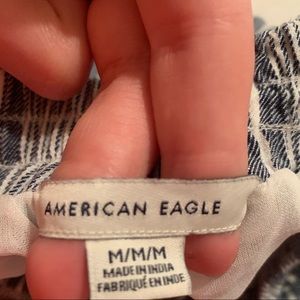 AMERICAN EAGLE
M/M/M
MADE IN INDIA
FABRIQUÉ EN INDE